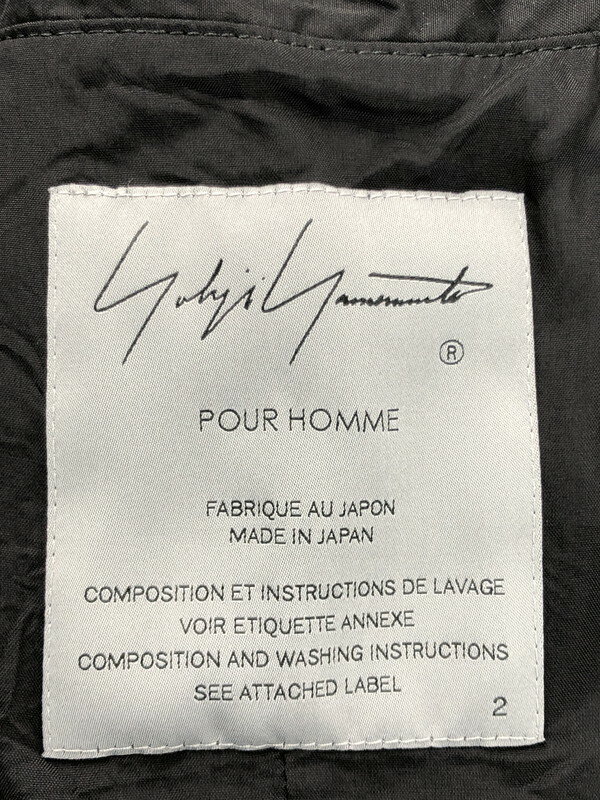 Yohji Yamamoto
®
POUR HOMME
FABRIQUE AU JAPON
MADE IN JAPAN
COMPOSITION ET INSTRUCTIONS DE LAVAGE
VOIR ETIQUETTE ANNEXE
COMPOSITION AND WASHING INSTRUCTIONS
SEE ATTACHED LABEL
2